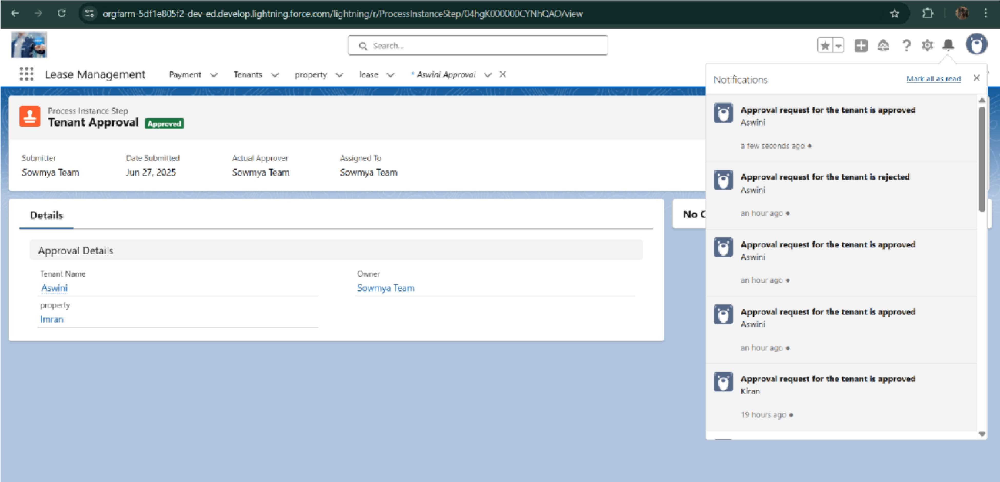 orgfarm-5df1e805f2-dev-ed.develop.lightning.force.com/lightning/r/ProcessInstanceStep/04hgK000000CYNhQAO/view
Search...
Lease Management Payment Tenants property lease * Aswini Approval
Notifications Mark all as read
Process Instance Step
Tenant Approval Approved
Submitter Date Submitted Actual Approver Assigned To
Sowmya Team Jun 27, 2025 Sowmya Team Sowmya Team
Details
No C
Approval Details
Tenant Name Owner
Aswini Sowmya Team
property
Imran
Approval request for the tenant is approved
Aswini
a few seconds ago
Approval request for the tenant is rejected
Aswini
an hour ago
Approval request for the tenant is approved
Aswini
an hour ago
Approval request for the tenant is approved
Aswini
an hour ago
Approval request for the tenant is approved
Kiran
19 hours ago